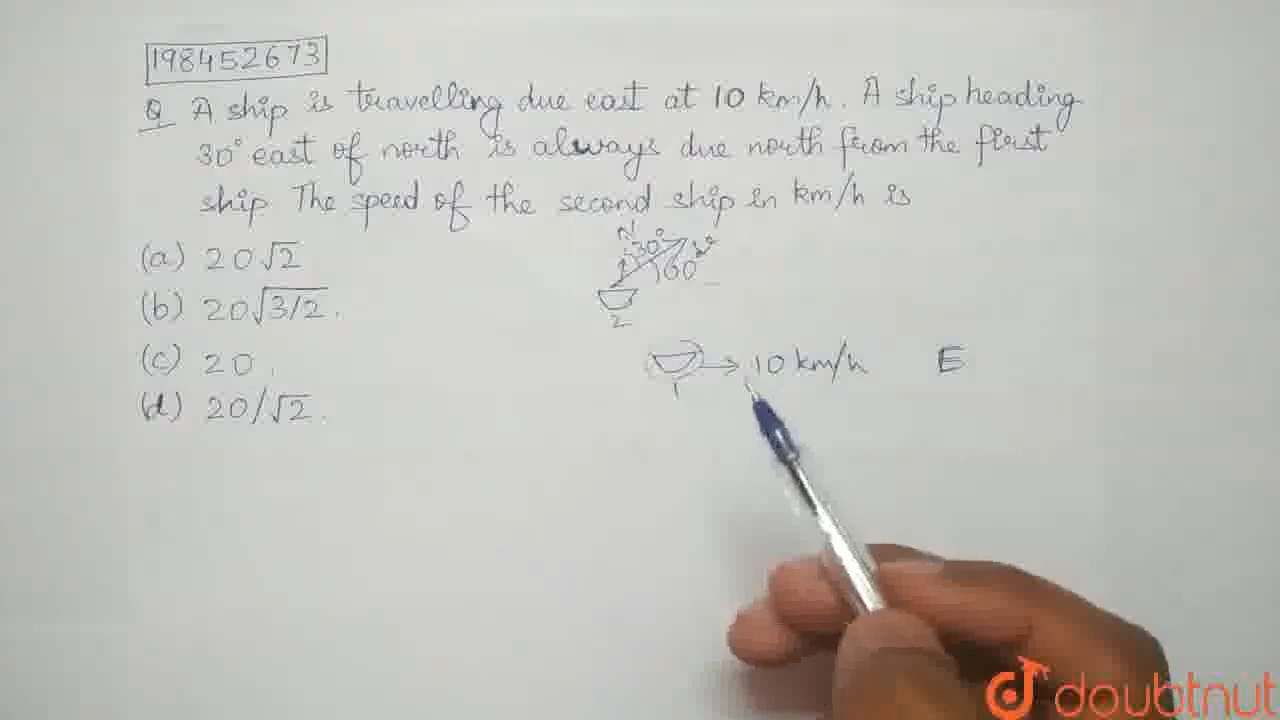 198452673
Q A ship is travelling due east at 10 km/h. A ship heading
30° east of north is always due north from the first
ship. The speed of the second ship in km/h is
(a) 20√2
(b) 20√3/2.
(c) 20.
(d) 20/√2.
N
30°
60°
2
10 km/h
E
1
doubtnut